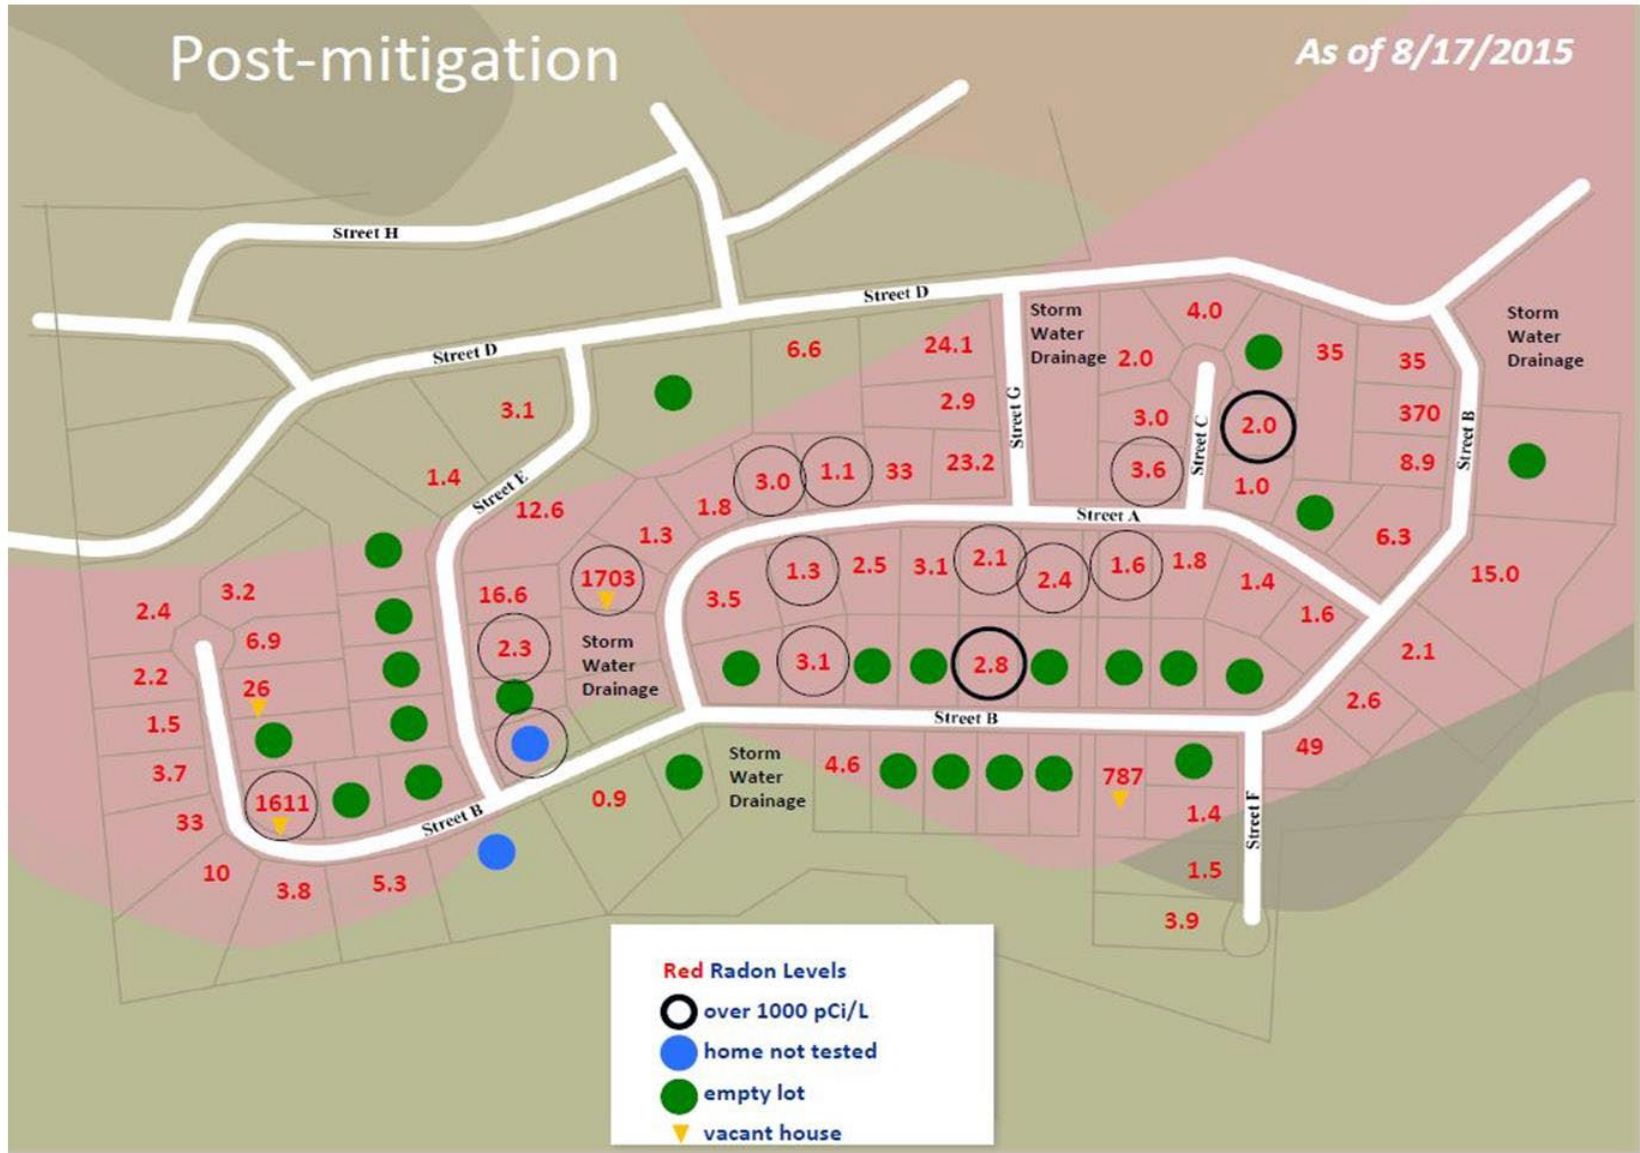 Post-mitigation
As of 8/17/2015
Street H
Street D
Street D
Storm
Water
Drainage
Storm
Water
Drainage
4.0
6.6
24.1
2.0
35
35
3.1
2.9
Street G
3.0
Street C
2.0
370
Street B
1.4
Street E
3.0
1.1
33
23.2
3.6
1.0
8.9
12.6
1.8
Street A
1.3
6.3
1703
1.3
2.5
3.1
2.1
2.4
1.6
1.8
1.4
15.0
2.4
3.2
16.6
3.5
1.6
6.9
2.3
Storm
Water
Drainage
3.1
2.8
2.1
2.2
26
2.6
1.5
Street B
49
3.7
1611
Street B
0.9
Storm
Water
Drainage
4.6
787
1.4
Street F
33
10
3.8
5.3
1.5
3.9
Red Radon Levels
over 1000 pCi/L
home not tested
empty lot
vacant house